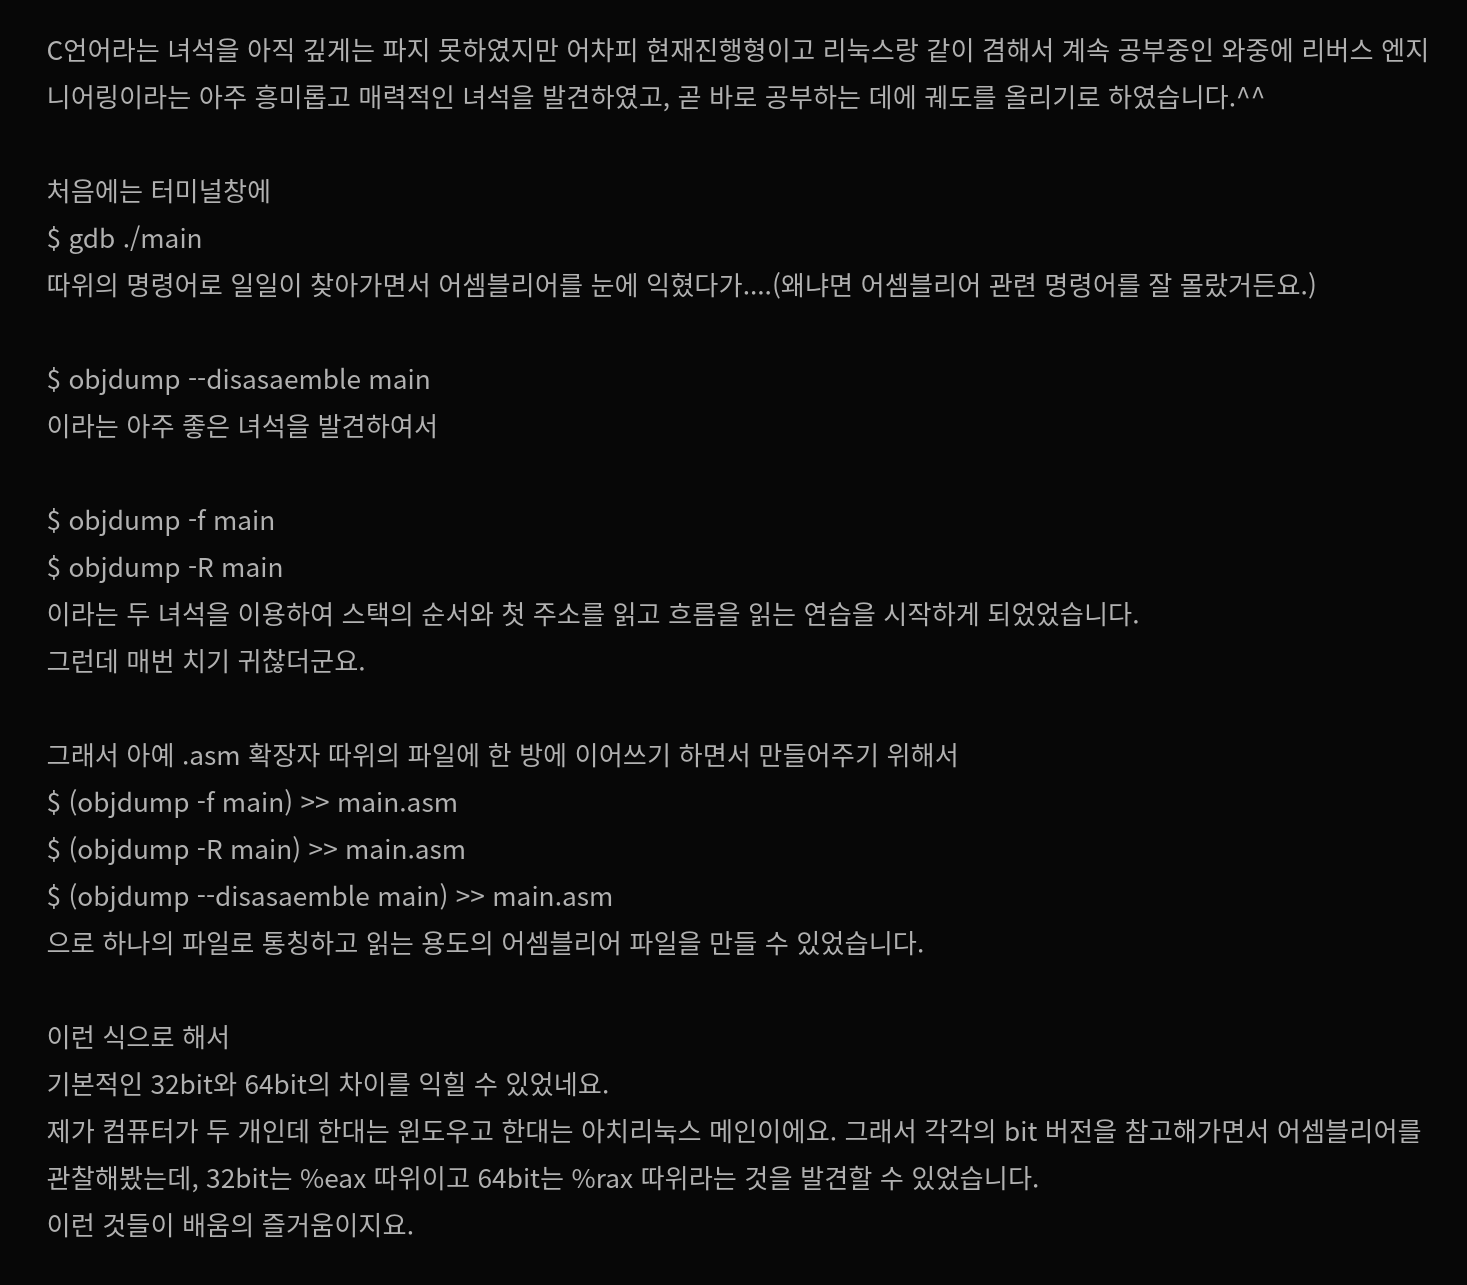 C언어라는 녀석을 아직 깊게는 파지 못하였지만 어차피 현재진행형이고 리눅스랑 같이 겸해서 계속 공부중인 와중에 리버스 엔지
니어링이라는 아주 흥미롭고 매력적인 녀석을 발견하였고, 곧 바로 공부하는 데에 궤도를 올리기로 하였습니다.^^
처음에는 터미널창에
$ gdb ./main
따위의 명령어로 일일이 찾아가면서 어셈블리어를 눈에 익혔다가....(왜냐면 어셈블리어 관련 명령어를 잘 몰랐거든요.)
$ objdump --disasaemble main
이라는 아주 좋은 녀석을 발견하여서
$ objdump -f main
$ objdump -R main
이라는 두 녀석을 이용하여 스택의 순서와 첫 주소를 읽고 흐름을 읽는 연습을 시작하게 되었었습니다.
그런데 매번 치기 귀찮더군요.
그래서 아예 .asm 확장자 따위의 파일에 한 방에 이어쓰기 하면서 만들어주기 위해서
$ (objdump -f main) >> main.asm
$ (objdump -R main) >> main.asm
$ (objdump --disasaemble main) >> main.asm
으로 하나의 파일로 통칭하고 읽는 용도의 어셈블리어 파일을 만들 수 있었습니다.
이런 식으로 해서
기본적인 32bit와 64bit의 차이를 익힐 수 있었네요.
제가 컴퓨터가 두 개인데 한대는 윈도우고 한대는 아치리눅스 메인이에요. 그래서 각각의 bit 버전을 참고해가면서 어셈블리어를
관찰해봤는데, 32bit는 %eax 따위이고 64bit는 %rax 따위라는 것을 발견할 수 있었습니다.
이런 것들이 배움의 즐거움이지요.